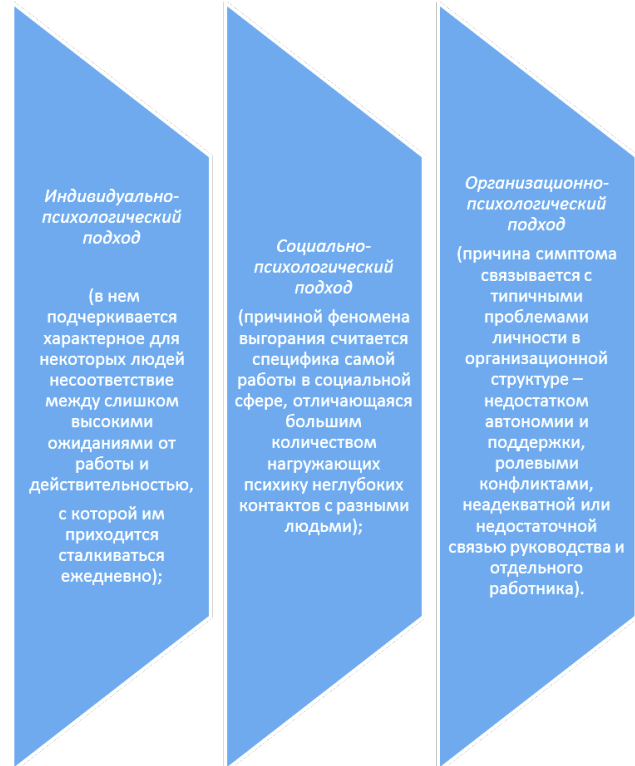 Индивидуально-
психологический
подход
(в нем
подчеркивается
характерное для
некоторых людей
несоответствие
между слишком
высокими
ожиданиями от
работы и
действительностью,
с которой им
приходится
сталкиваться
ежедневно);
Социально-
психологический
подход
(причиной феномена
выгорания считается
специфика самой
работы в социальной
сфере, отличающаяся
большим
количеством
нагружающих
психику неглубоких
контактов с разными
людьми);
Организационно-
психологический
подход
(причина симптома
связывается с
типичными
проблемами
личности в
организационной
структуре –
недостатком
автономии и
поддержки,
ролевыми
конфликтами,
неадекватной или
недостаточной
связью руководства и
отдельного
работника).